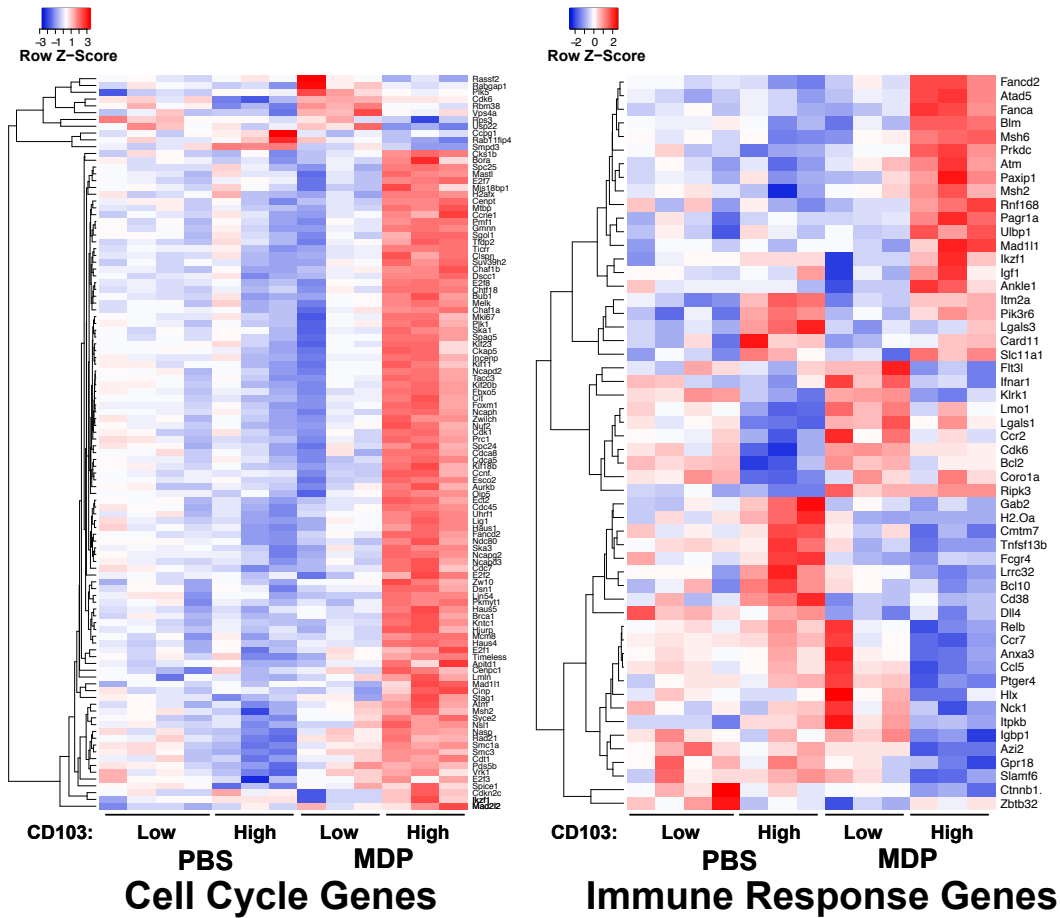 -3 -1 1 3
Row Z-Score
-2 0 2
Row Z-Score
Rassf2
Rabgap1
Plk5
Cdk6
Rbm38
Vps4a
Rps3
Usp22
Ccpg1
Rab11fip4
Smpd3
Cks1b
Bora
Spc25
Mastl
E2f7
Mis18bp1
H2afx
Cenpt
Mtbp
Ccne1
Pmf1
Gmnn
Sgol1
Tfdp2
Ticrr
Clspn
Suv39h2
Chaf1b
Dscc1
E2f8
Chtf18
Bub1
Melk
Chaf1a
Mki67
Plk1
Ska1
Spag5
Kif23
Ckap5
Incenp
Kif11
Ncapd2
Tacc3
Kif20b
Fbxo5
Cit
Foxm1
Ncaph
Zwilch
Nuf2
Cdk1
Prc1
Spc24
Cdca8
Cdca5
Kif18b
Ccnf
Esco2
Aurkb
Oip5
Ect2
Cdc45
Uhrf1
Lig1
Haus1
Fancd2
Ndc80
Ska3
Ncapg2
Ncapd3
Cdc7
E2f2
Zw10
Dsn1
Lin54
Pkmyt1
Haus5
Brca1
Kntc1
Hjurp
Mcm8
Haus4
E2f1
Timeless
Apitd1
Cenpc1
Lmln
Mad1l1
Cinp
Stag1
Atm
Msh2
Syce2
Nsl1
Nasp
Rad21
Smc1a
Smc3
Cdt1
Pds5b
Vrk1
E2f3
Spice1
Cdkn2c
Ikzf1
Mad2l2
Fancd2
Atad5
Fanca
Blm
Msh6
Prkdc
Atm
Paxip1
Msh2
Rnf168
Pagr1a
Ulbp1
Mad1l1
Ikzf1
Igf1
Ankle1
Itm2a
Pik3r6
Lgals3
Card11
Slc11a1
Flt3l
Ifnar1
Klrk1
Lmo1
Lgals1
Ccr2
Cdk6
Bcl2
Coro1a
Ripk3
Gab2
H2.Oa
Cmtm7
Tnfsf13b
Fcgr4
Lrrc32
Bcl10
Cd38
Dll4
Relb
Ccr7
Anxa3
Ccl5
Ptger4
Hlx
Nck1
Itpkb
Igbp1
Azi2
Gpr18
Slamf6
Ctnnb1.
Zbtb32
CD103: Low High Low High
PBS MDP
Cell Cycle Genes
CD103: Low High Low High
PBS MDP
Immune Response Genes